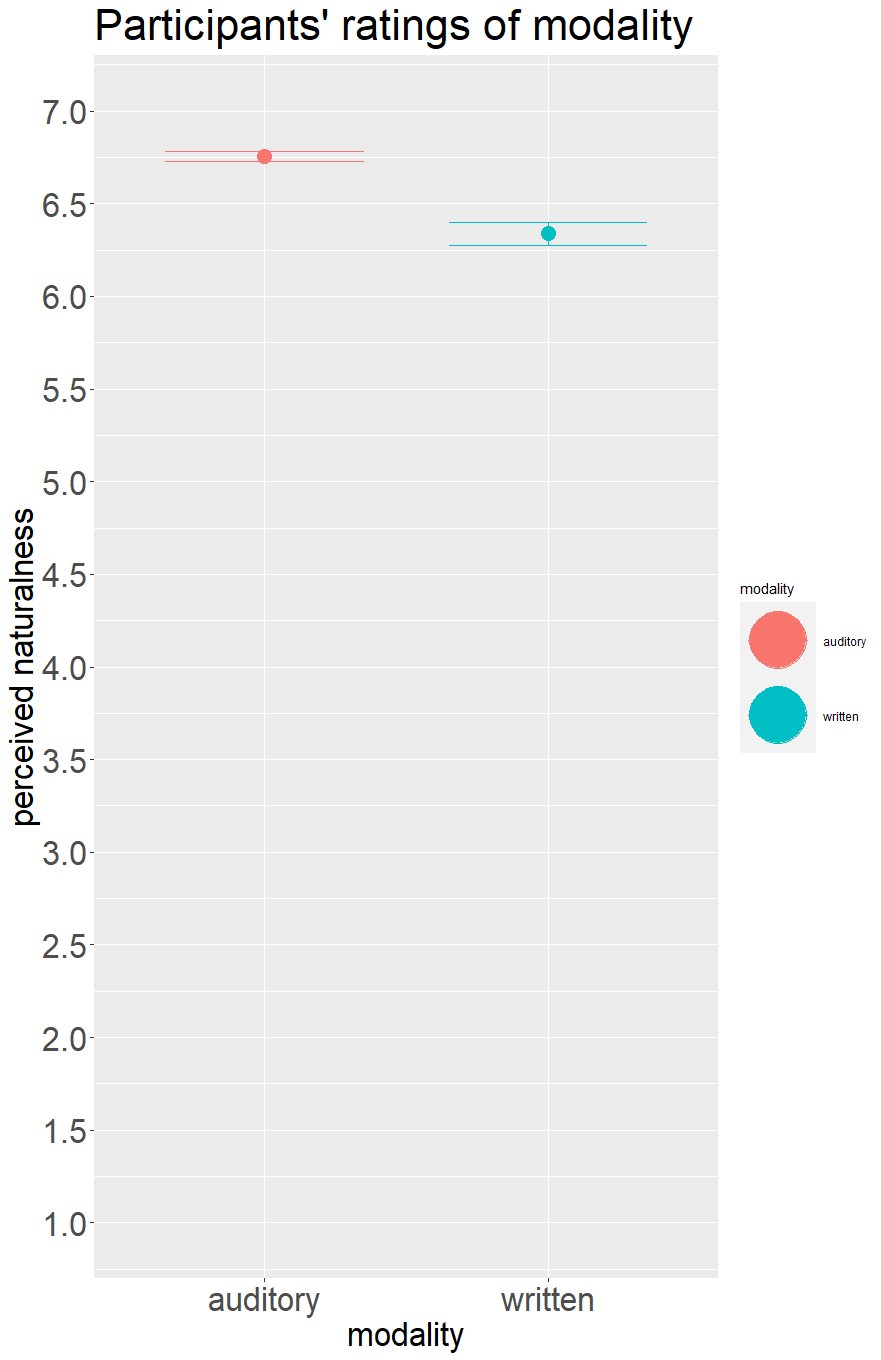 Participants' ratings of modality
perceived naturalness
7.0
6.5
6.0
5.5
5.0
4.5
4.0
3.5
3.0
2.5
2.0
1.5
1.0
auditory written
modality
modality
auditory
written